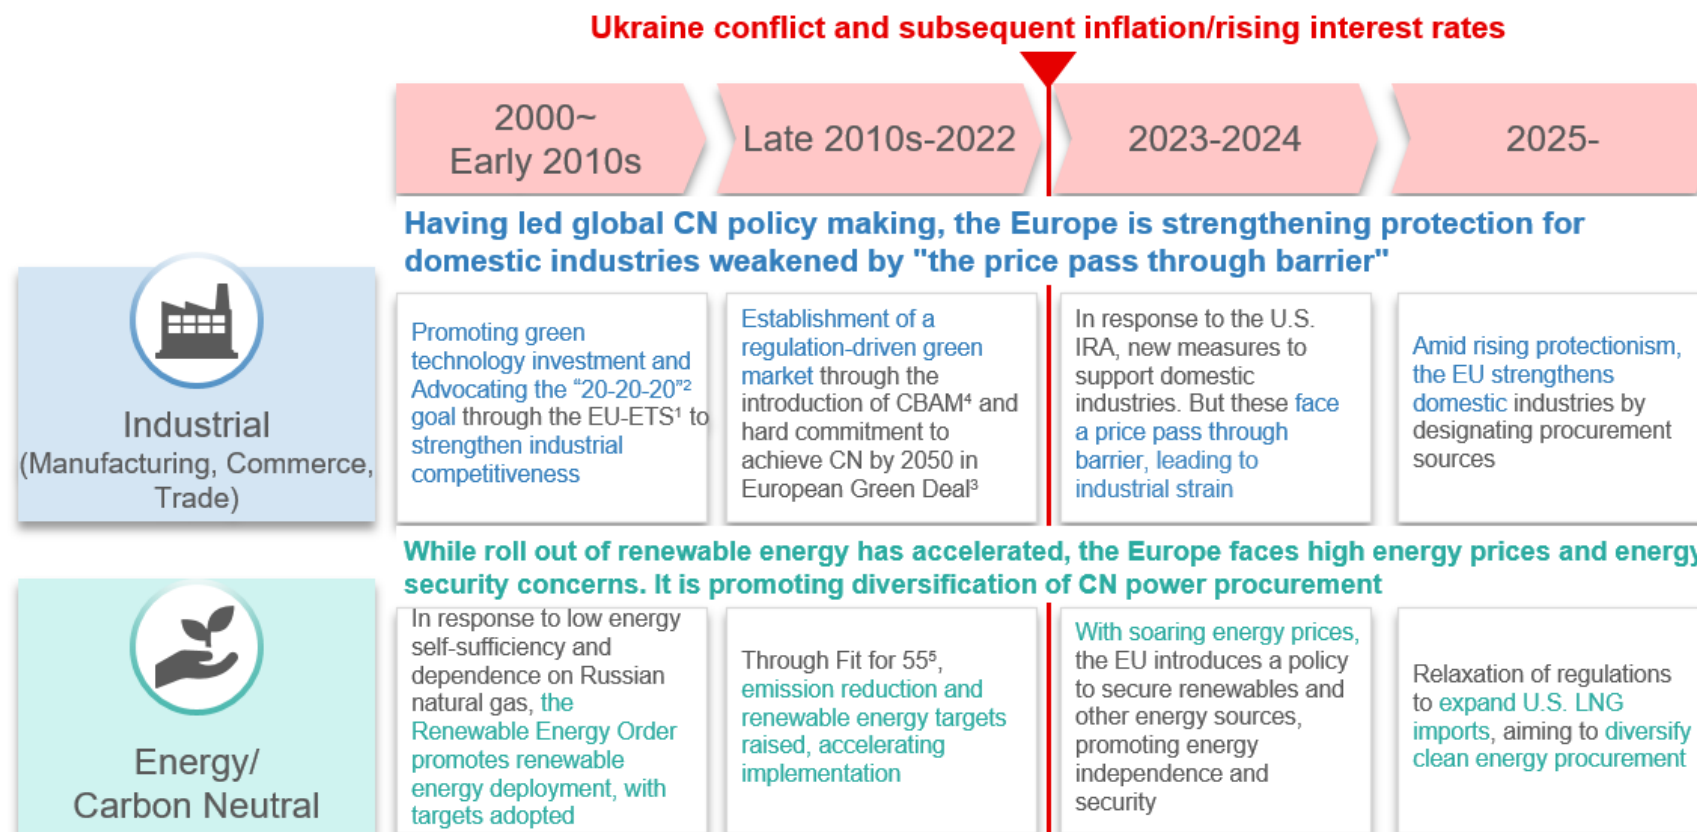 Ukraine conflict and subsequent inflation/rising interest rates
2000~
Early 2010s
Late 2010s-2022
2023-2024
2025-
Having led global CN policy making, the Europe is strengthening protection for
domestic industries weakened by "the price pass through barrier"
Industrial
(Manufacturing, Commerce,
Trade)
Promoting green
technology investment and
Advocating the “20-20-20”²
goal through the EU-ETS¹ to
strengthen industrial
competitiveness
Establishment of a
regulation-driven green
market through the
introduction of CBAM⁴ and
hard commitment to
achieve CN by 2050 in
European Green Deal³
In response to the U.S.
IRA, new measures to
support domestic
industries. But these face
a price pass through
barrier, leading to
industrial strain
Amid rising protectionism,
the EU strengthens
domestic industries by
designating procurement
sources
While roll out of renewable energy has accelerated, the Europe faces high energy prices and energy
security concerns. It is promoting diversification of CN power procurement
Energy/
Carbon Neutral
In response to low energy
self-sufficiency and
dependence on Russian
natural gas, the
Renewable Energy Order
promotes renewable
energy deployment, with
targets adopted
Through Fit for 55⁵,
emission reduction and
renewable energy targets
raised, accelerating
implementation
With soaring energy prices,
the EU introduces a policy
to secure renewables and
other energy sources,
promoting energy
independence and
security
Relaxation of regulations
to expand U.S. LNG
imports, aiming to diversify
clean energy procurement